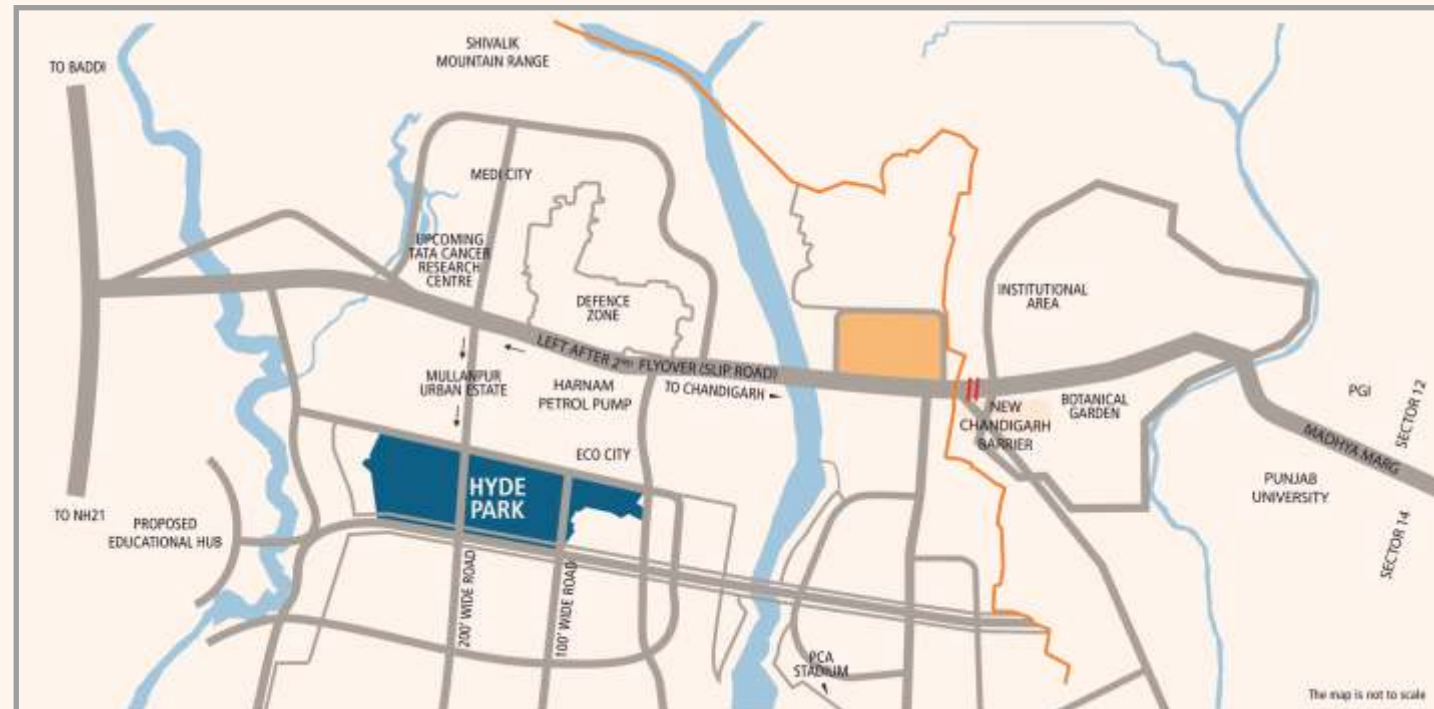 SHIVALIK
MOUNTAIN RANGE
TO BADDI
MEDI CITY
UPCOMING
TATA CANCER
RESEARCH
CENTRE
DEFENCE
ZONE
INSTITUTIONAL
AREA
LEFT AFTER 2ND FLYOVER (SLIP ROAD)
TO CHANDIGARH
MULLANPUR
URBAN ESTATE
HARNAM
PETROL PUMP
NEW
CHANDIGARH
BARRIER
BOTANICAL
GARDEN
PGI
SECTOR 12
MADHYA MARG
ECO CITY
HYDE
PARK
PUNJAB
UNIVERSITY
SECTOR 14
TO NH21
PROPOSED
EDUCATIONAL HUB
200' WIDE ROAD
100' WIDE ROAD
PCA
STADIUM
The map is not to scale